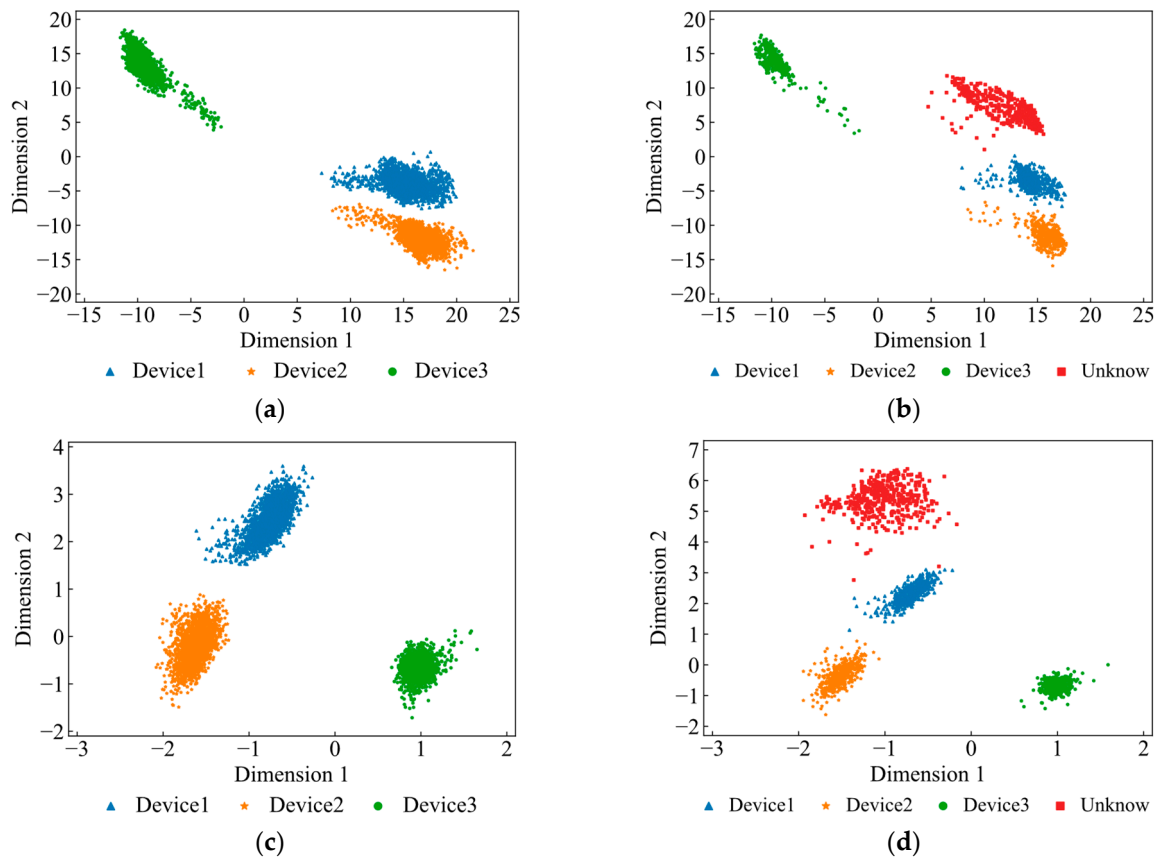 20
15
10
5
0
−5
−10
−15
−20
Dimension 2
−15 −10 −5 0 5 10 15 20 25
Dimension 1
Device1 Device2 Device3
(a)
20
15
10
5
0
−5
−10
−15
−20
Dimension 2
−15 −10 −5 0 5 10 15 20 25
Dimension 1
Device1 Device2 Device3 Unknow
(b)
4
3
2
1
0
−1
−2
Dimension 2
−3 −2 −1 0 1 2
Dimension 1
Device1 Device2 Device3
(c)
7
6
5
4
3
2
1
0
−1
−2
Dimension 2
−3 −2 −1 0 1 2
Dimension 1
Device1 Device2 Device3 Unknow
(d)